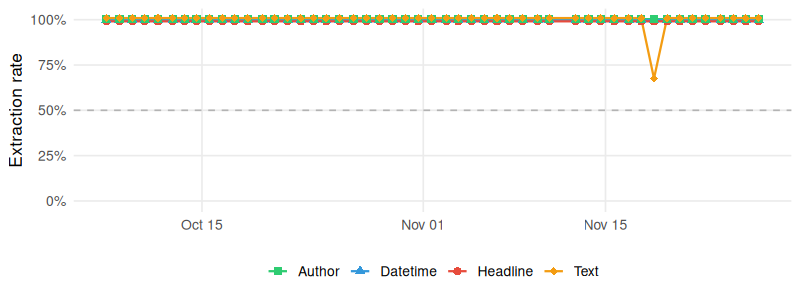 Extraction rate
100%
75%
50%
25%
0%
Oct 15 Nov 01 Nov 15
Author Datetime Headline Text